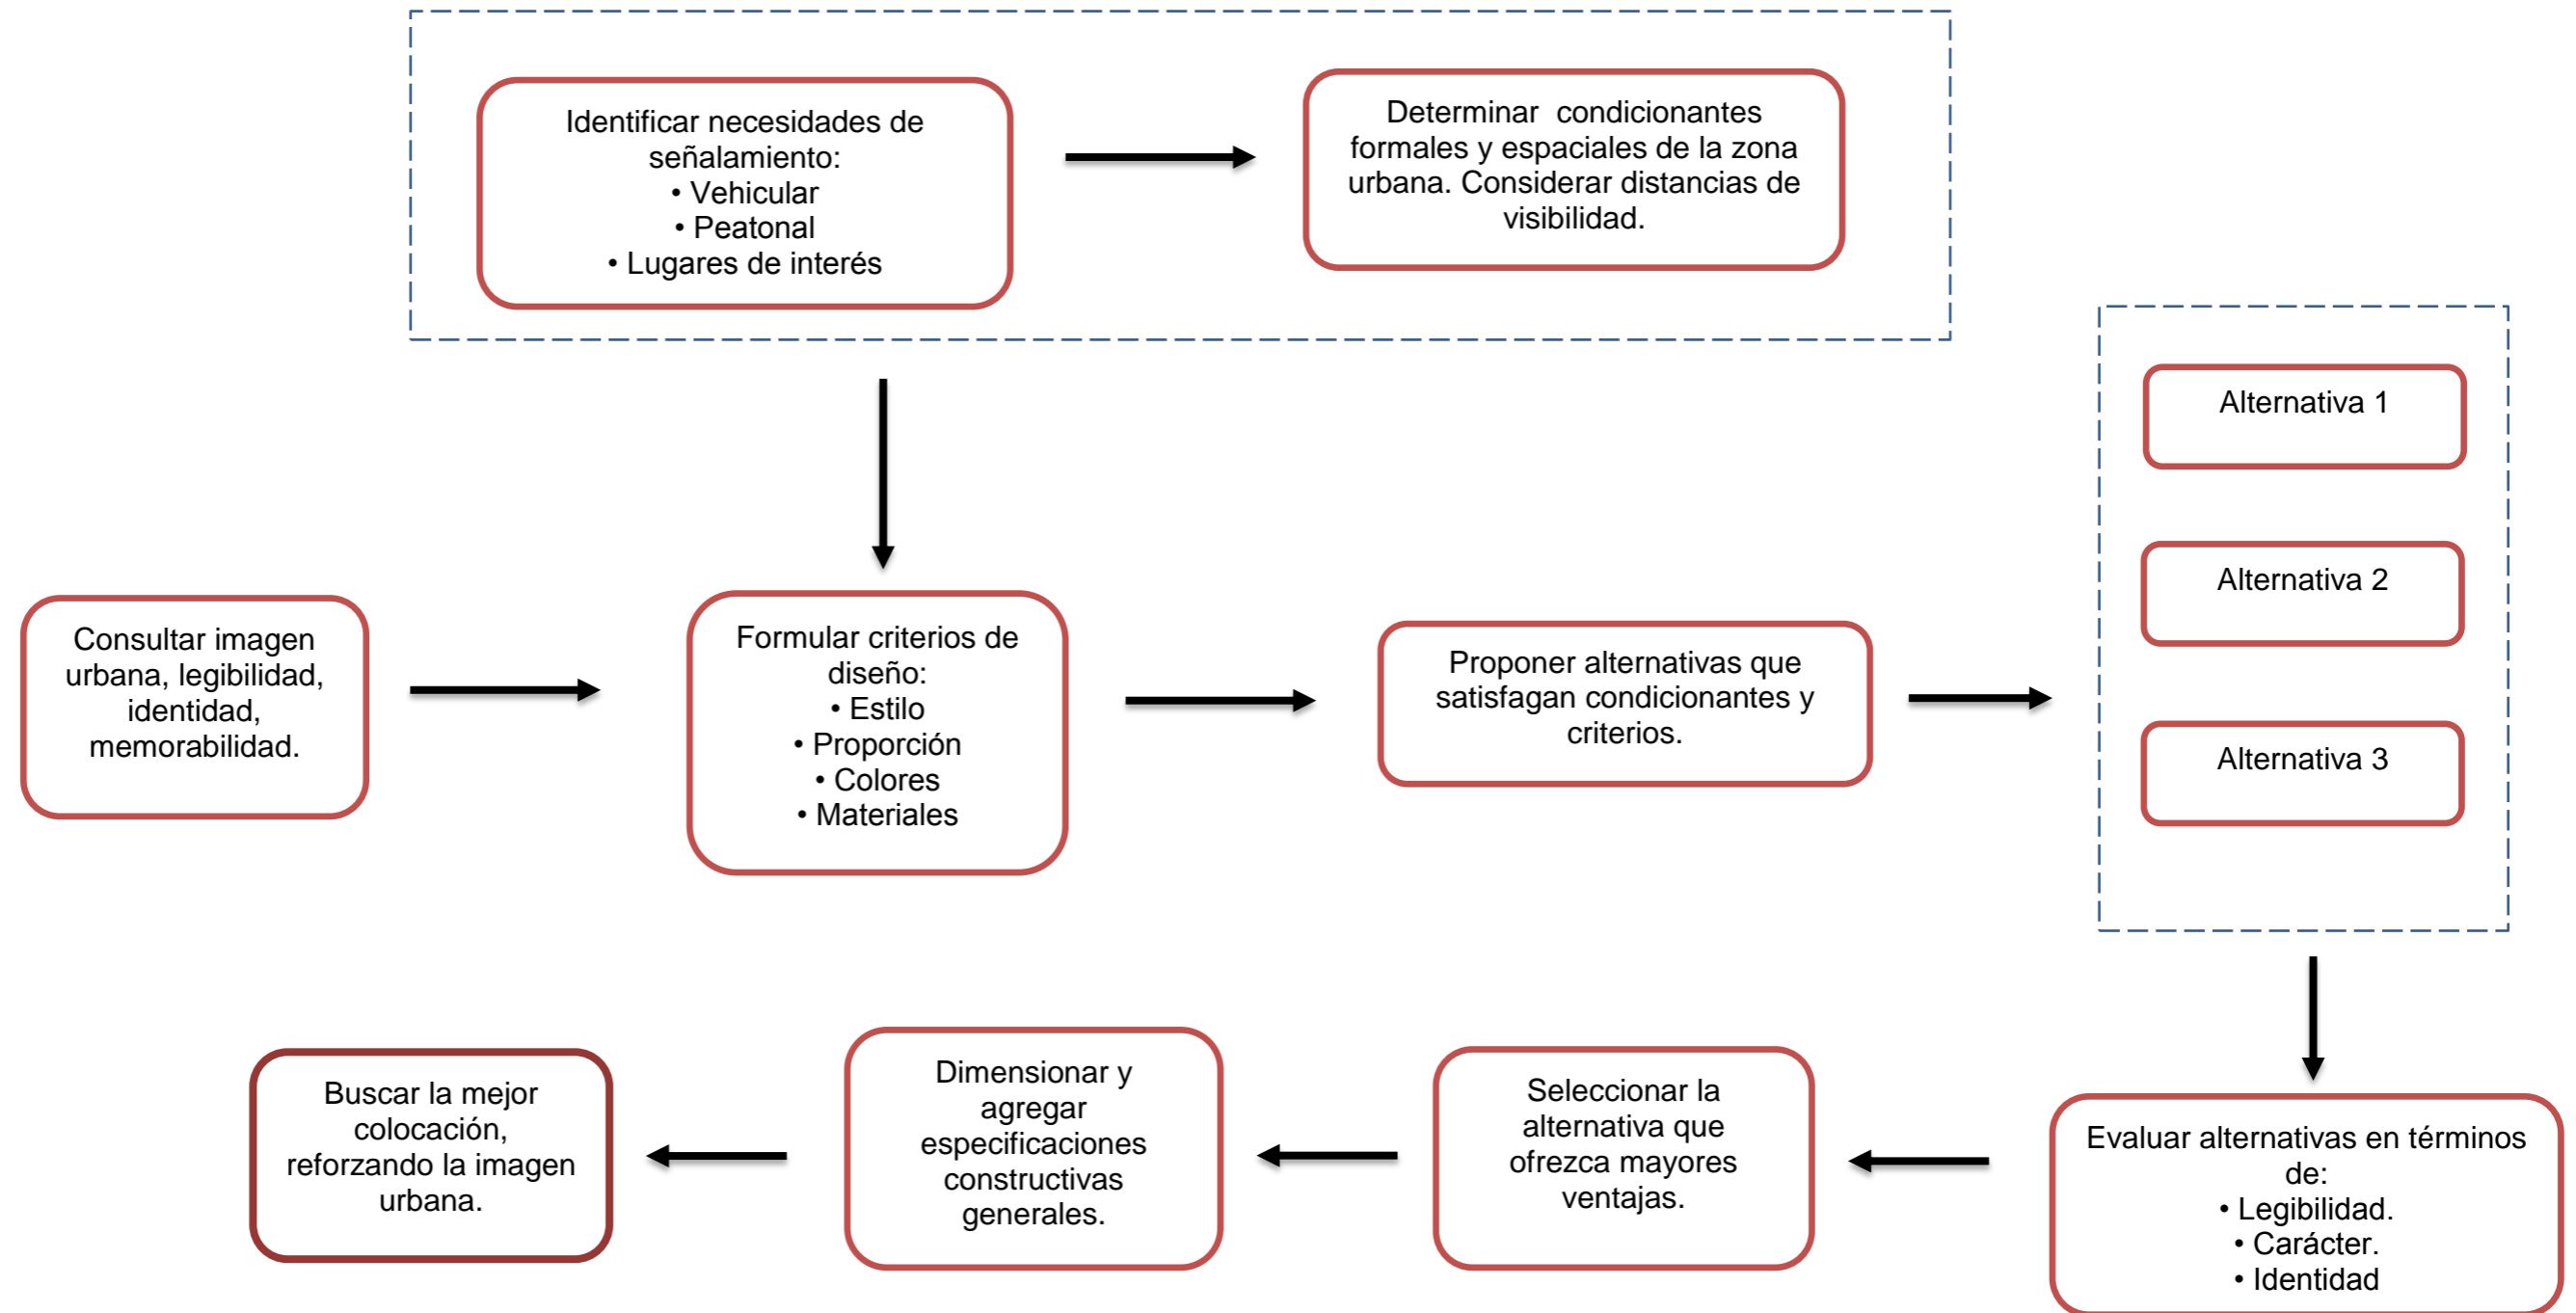 Identificar necesidades de
señalamiento:
• Vehicular
• Peatonal
• Lugares de interés
Determinar  condicionantes
formales y espaciales de la zona
urbana. Considerar distancias de
visibilidad.
Consultar imagen
urbana, legibilidad,
identidad,
memorabilidad.
Formular criterios de
diseño:
• Estilo
• Proporción
• Colores
• Materiales
Proponer alternativas que
satisfagan condicionantes y
criterios.
Alternativa 1
Alternativa 2
Alternativa 3
Evaluar alternativas en términos
de:
• Legibilidad.
• Carácter.
• Identidad
Seleccionar la
alternativa que
ofrezca mayores
ventajas.
Dimensionar y
agregar
especificaciones
constructivas
generales.
Buscar la mejor
colocación,
reforzando la imagen
urbana.